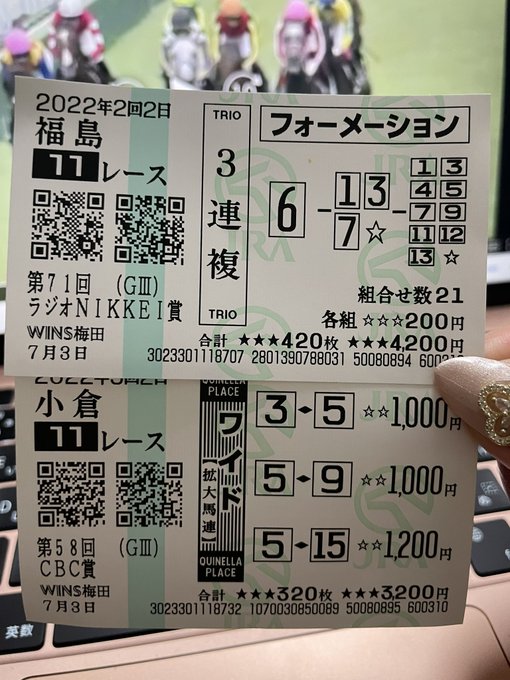 2022年2回2日
福島
11レース
第71回 (GⅢ)
ラジオNIKKEI賞
WINS梅田
7月3日
TRIO
3連複
TRIO
フォーメーション
6 - 1 3 7 ☆ - 1 3
4 5
7 9
11 12
13 ☆
組合せ数21
各組 ☆☆☆200円
合計 ★★★420枚 ★★★4,200円
3023301118707 2801390788031 50080894
小倉
11レース
第58回 (GⅢ)
CBC賞
WINS梅田
7月3日
QUINELLA
PLACE
ワイド
(拡大馬連)
QUINELLA
PLACE
3 ◆ 5 ☆☆1,000円
5 ◆ 9 ☆☆1,000円
5 ◆ 15 ☆☆1,200円
合計 ★★★320枚 ★★★3,200円
3023301118732 1070030850089 50080895 600310
JRA
英数